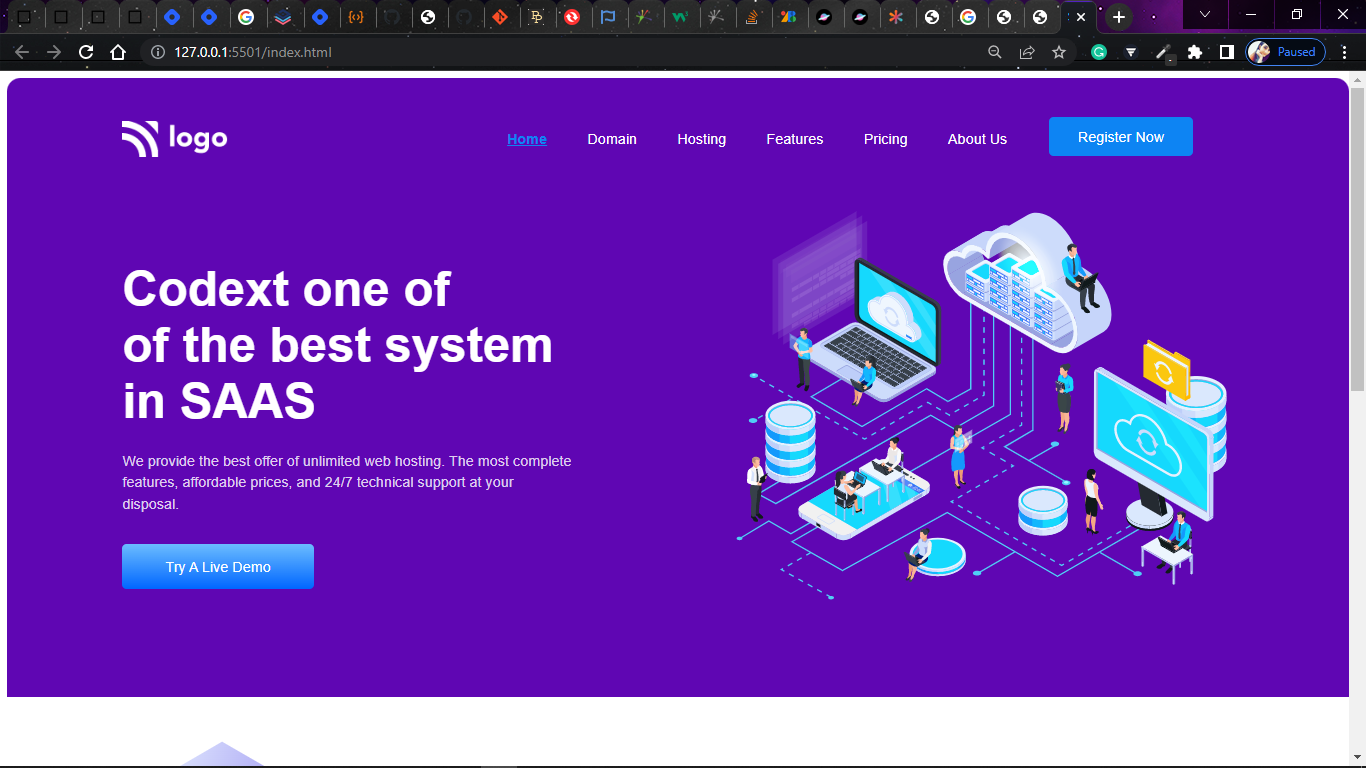 127.0.0.1:5501/index.html
Paused
logo
Home Domain Hosting Features Pricing About Us Register Now
Codext one of
of the best system
in SAAS
We provide the best offer of unlimited web hosting. The most complete
features, affordable prices, and 24/7 technical support at your
disposal.
Try A Live Demo